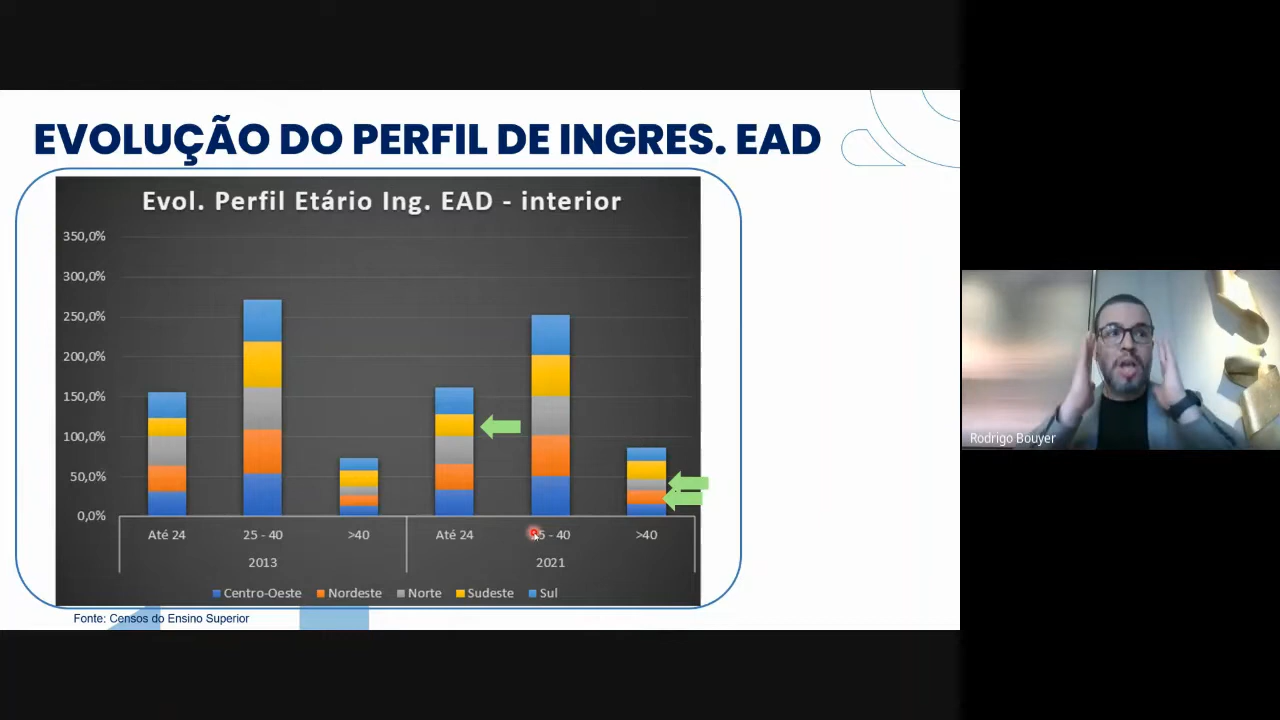 EVOLUÇÃO DO PERFIL DE INGRES. EAD
Evol. Perfil Etário Ing. EAD - interior
350,0%
300,0%
250,0%
200,0%
150,0%
100,0%
50,0%
0,0%
Até 24 25 - 40 >40 Até 24 25 - 40 >40
2013 2021
Centro-Oeste Nordeste Norte Sudeste Sul
Fonte: Censos do Ensino Superior
Rodrigo Bouyer